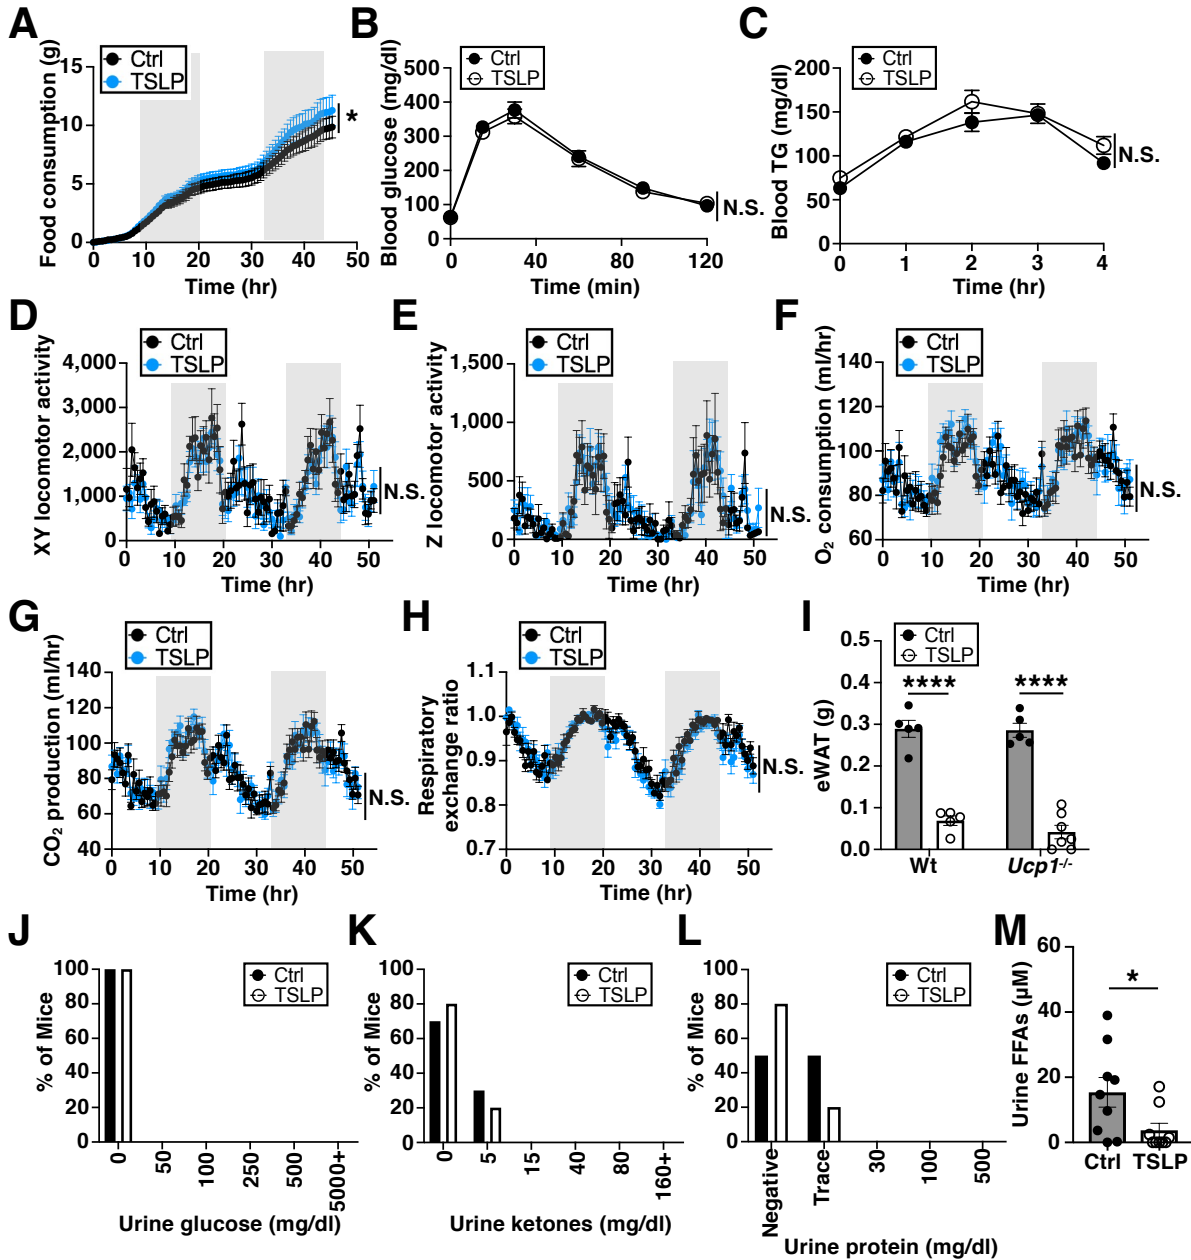 A
Food consumption (g)
Ctrl
TSLP
15
10
5
0
*
0 10 20 30 40 50
Time (hr)
B
Blood glucose (mg/dl)
Ctrl
TSLP
500
400
300
200
100
0
N.S.
0 40 80 120
Time (min)
C
Blood TG (mg/dl)
Ctrl
TSLP
200
150
100
50
0
N.S.
0 1 2 3 4
Time (hr)
D
XY locomotor activity
Ctrl
TSLP
4,000
3,000
2,000
1,000
0
N.S.
0 10 20 30 40 50
Time (hr)
E
Z locomotor activity
Ctrl
TSLP
1,500
1,000
500
0
N.S.
0 10 20 30 40 50
Time (hr)
F
O₂ consumption (ml/hr)
Ctrl
TSLP
140
120
100
80
60
N.S.
0 10 20 30 40 50
Time (hr)
G
CO₂ production (ml/hr)
Ctrl
TSLP
140
120
100
80
60
40
N.S.
0 10 20 30 40 50
Time (hr)
H
Respiratory
exchange ratio
Ctrl
TSLP
1.1
1.0
0.9
0.8
0.7
N.S.
0 10 20 30 40 50
Time (hr)
I
eWAT (g)
Ctrl
TSLP
0.5
0.4
0.3
0.2
0.1
0.0
**** ****
Wt Ucp1⁻/⁻
J
% of Mice
Ctrl
TSLP
100
80
60
40
20
0
0 50 100 250 500 5000+
Urine glucose (mg/dl)
K
% of Mice
Ctrl
TSLP
100
80
60
40
20
0
0 5 15 40 80 160+
Urine ketones (mg/dl)
L
% of Mice
Ctrl
TSLP
100
80
60
40
20
0
Negative Trace 30 100 500
Urine protein (mg/dl)
M
Urine FFAs (µM)
60
40
20
0
*
Ctrl TSLP